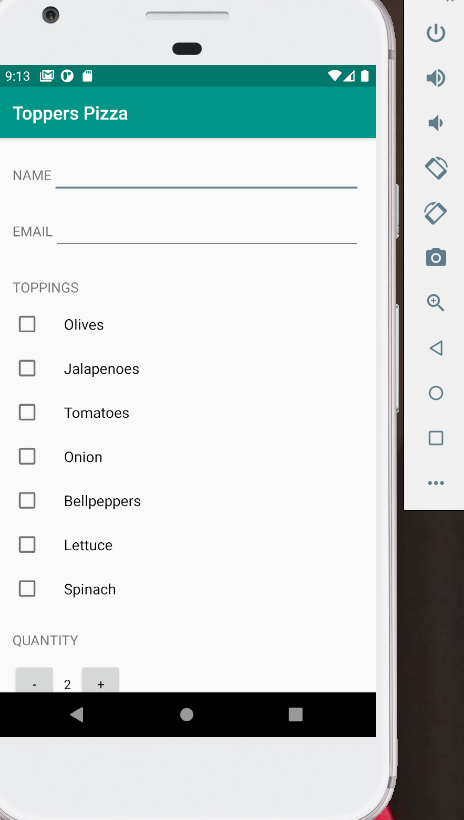 9:13
Toppers Pizza
NAME
EMAIL
TOPPINGS
Olives
Jalapenoes
Tomatoes
Onion
Bellpeppers
Lettuce
Spinach
QUANTITY
- 2 +